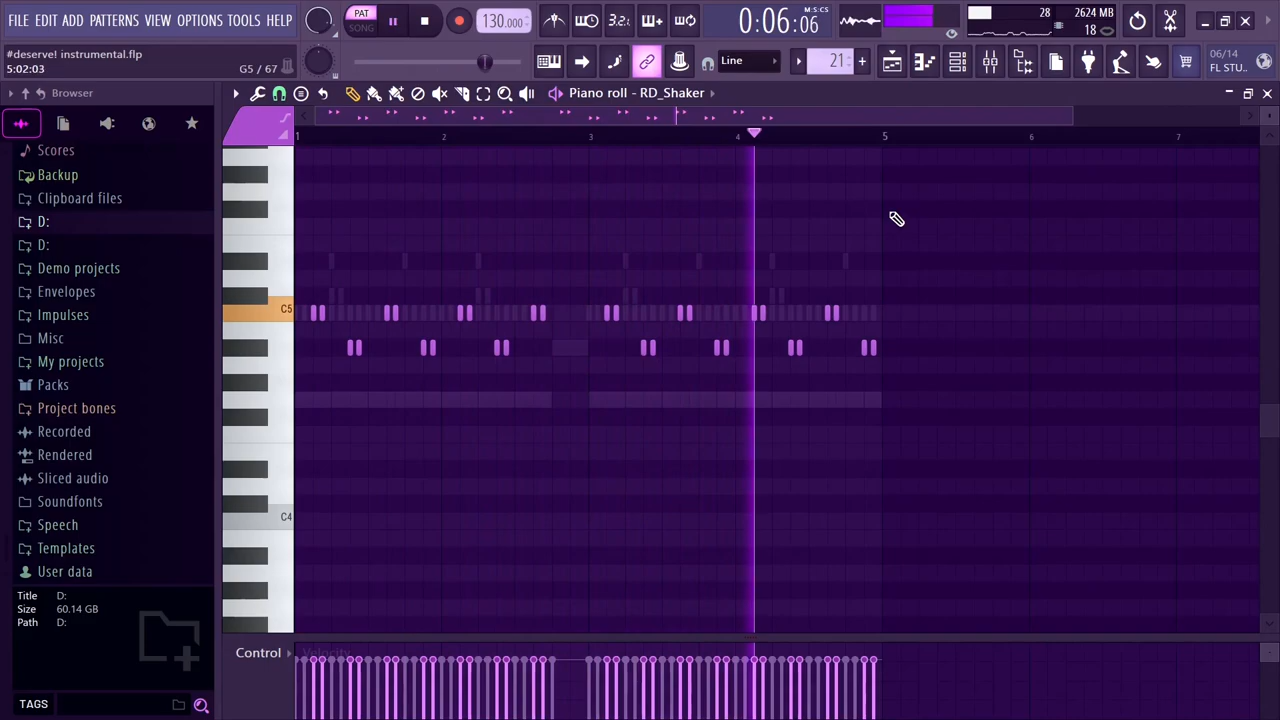 FILE EDIT ADD PATTERNS VIEW OPTIONS TOOLS HELP
PAT
SONG
130.000
3.2
0:06:06
M:S:CS
28
2624 MB
18
#deserve! instrumental.flp
5:02:03
G5 / 67
Line
21
06/14
FL STU..
Browser
Piano roll - RD_Shaker
Scores
Backup
Clipboard files
D:
D:
Demo projects
Envelopes
Impulses
Misc
My projects
Packs
Project bones
Recorded
Rendered
Sliced audio
Soundfonts
Speech
Templates
User data
Title D:
Size 60.14 GB
Path D:
TAGS
1 2 3 4 5 6 7
C5
C4
Control
Velocity